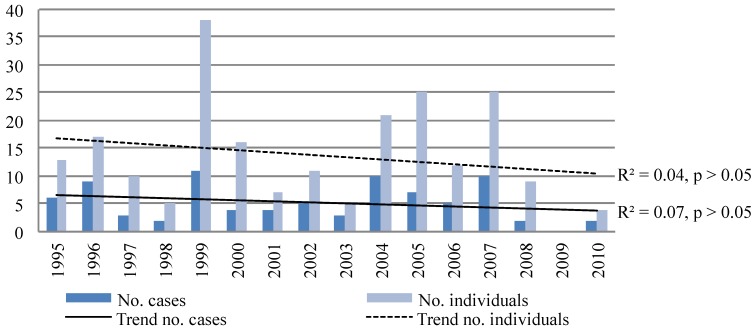 40
35
30
25
20
15
10
5
0
R² = 0.04, p > 0.05
R² = 0.07, p > 0.05
1995 1996 1997 1998 1999 2000 2001 2002 2003 2004 2005 2006 2007 2008 2009 2010
No. cases No. individuals
Trend no. cases Trend no. individuals